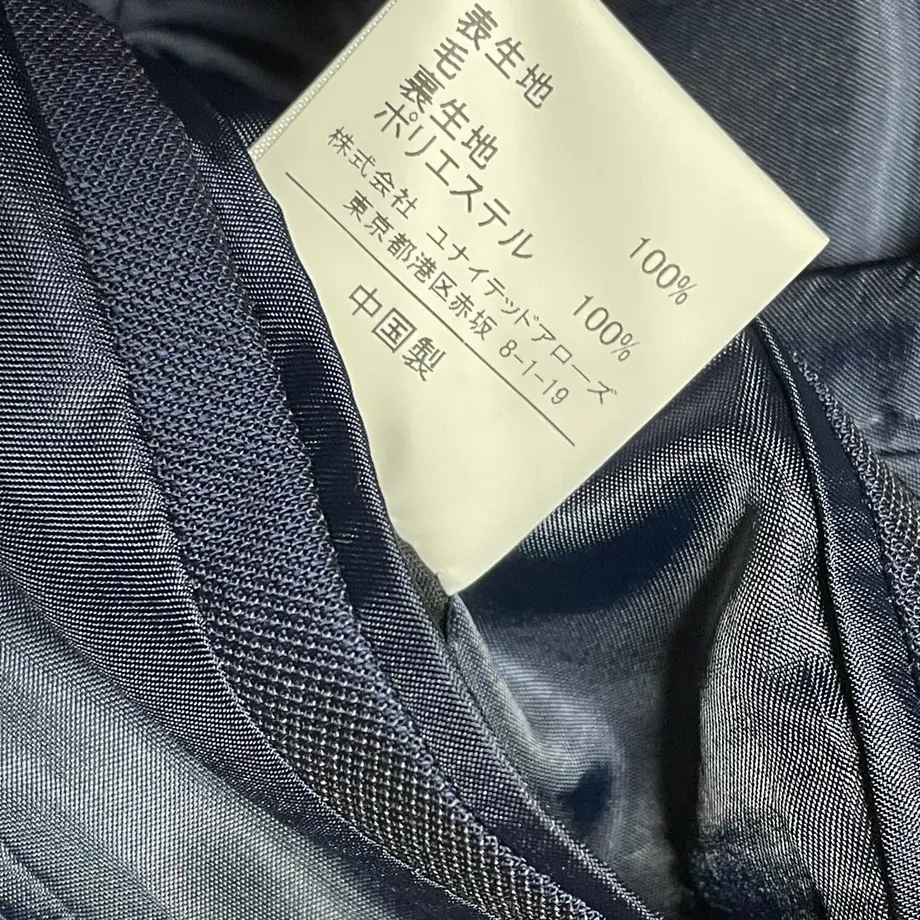 表生地
毛 100%
裏生地
ポリエステル 100%
株式会社 ユナイテッドアローズ
東京都港区赤坂 8-1-19
中国製